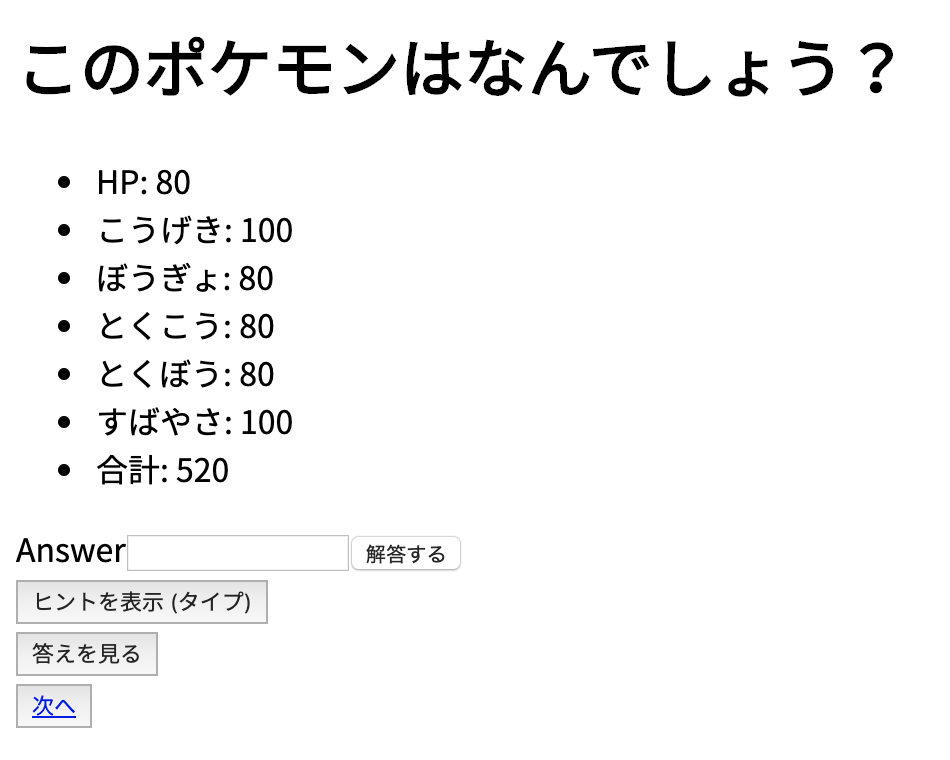 このポケモンはなんでしょう？
HP: 80
こうげき: 100
ぼうぎょ: 80
とくこう: 80
とくぼう: 80
すばやさ: 100
合計: 520
Answer 解答する
ヒントを表示 (タイプ)
答えを見る
次へ